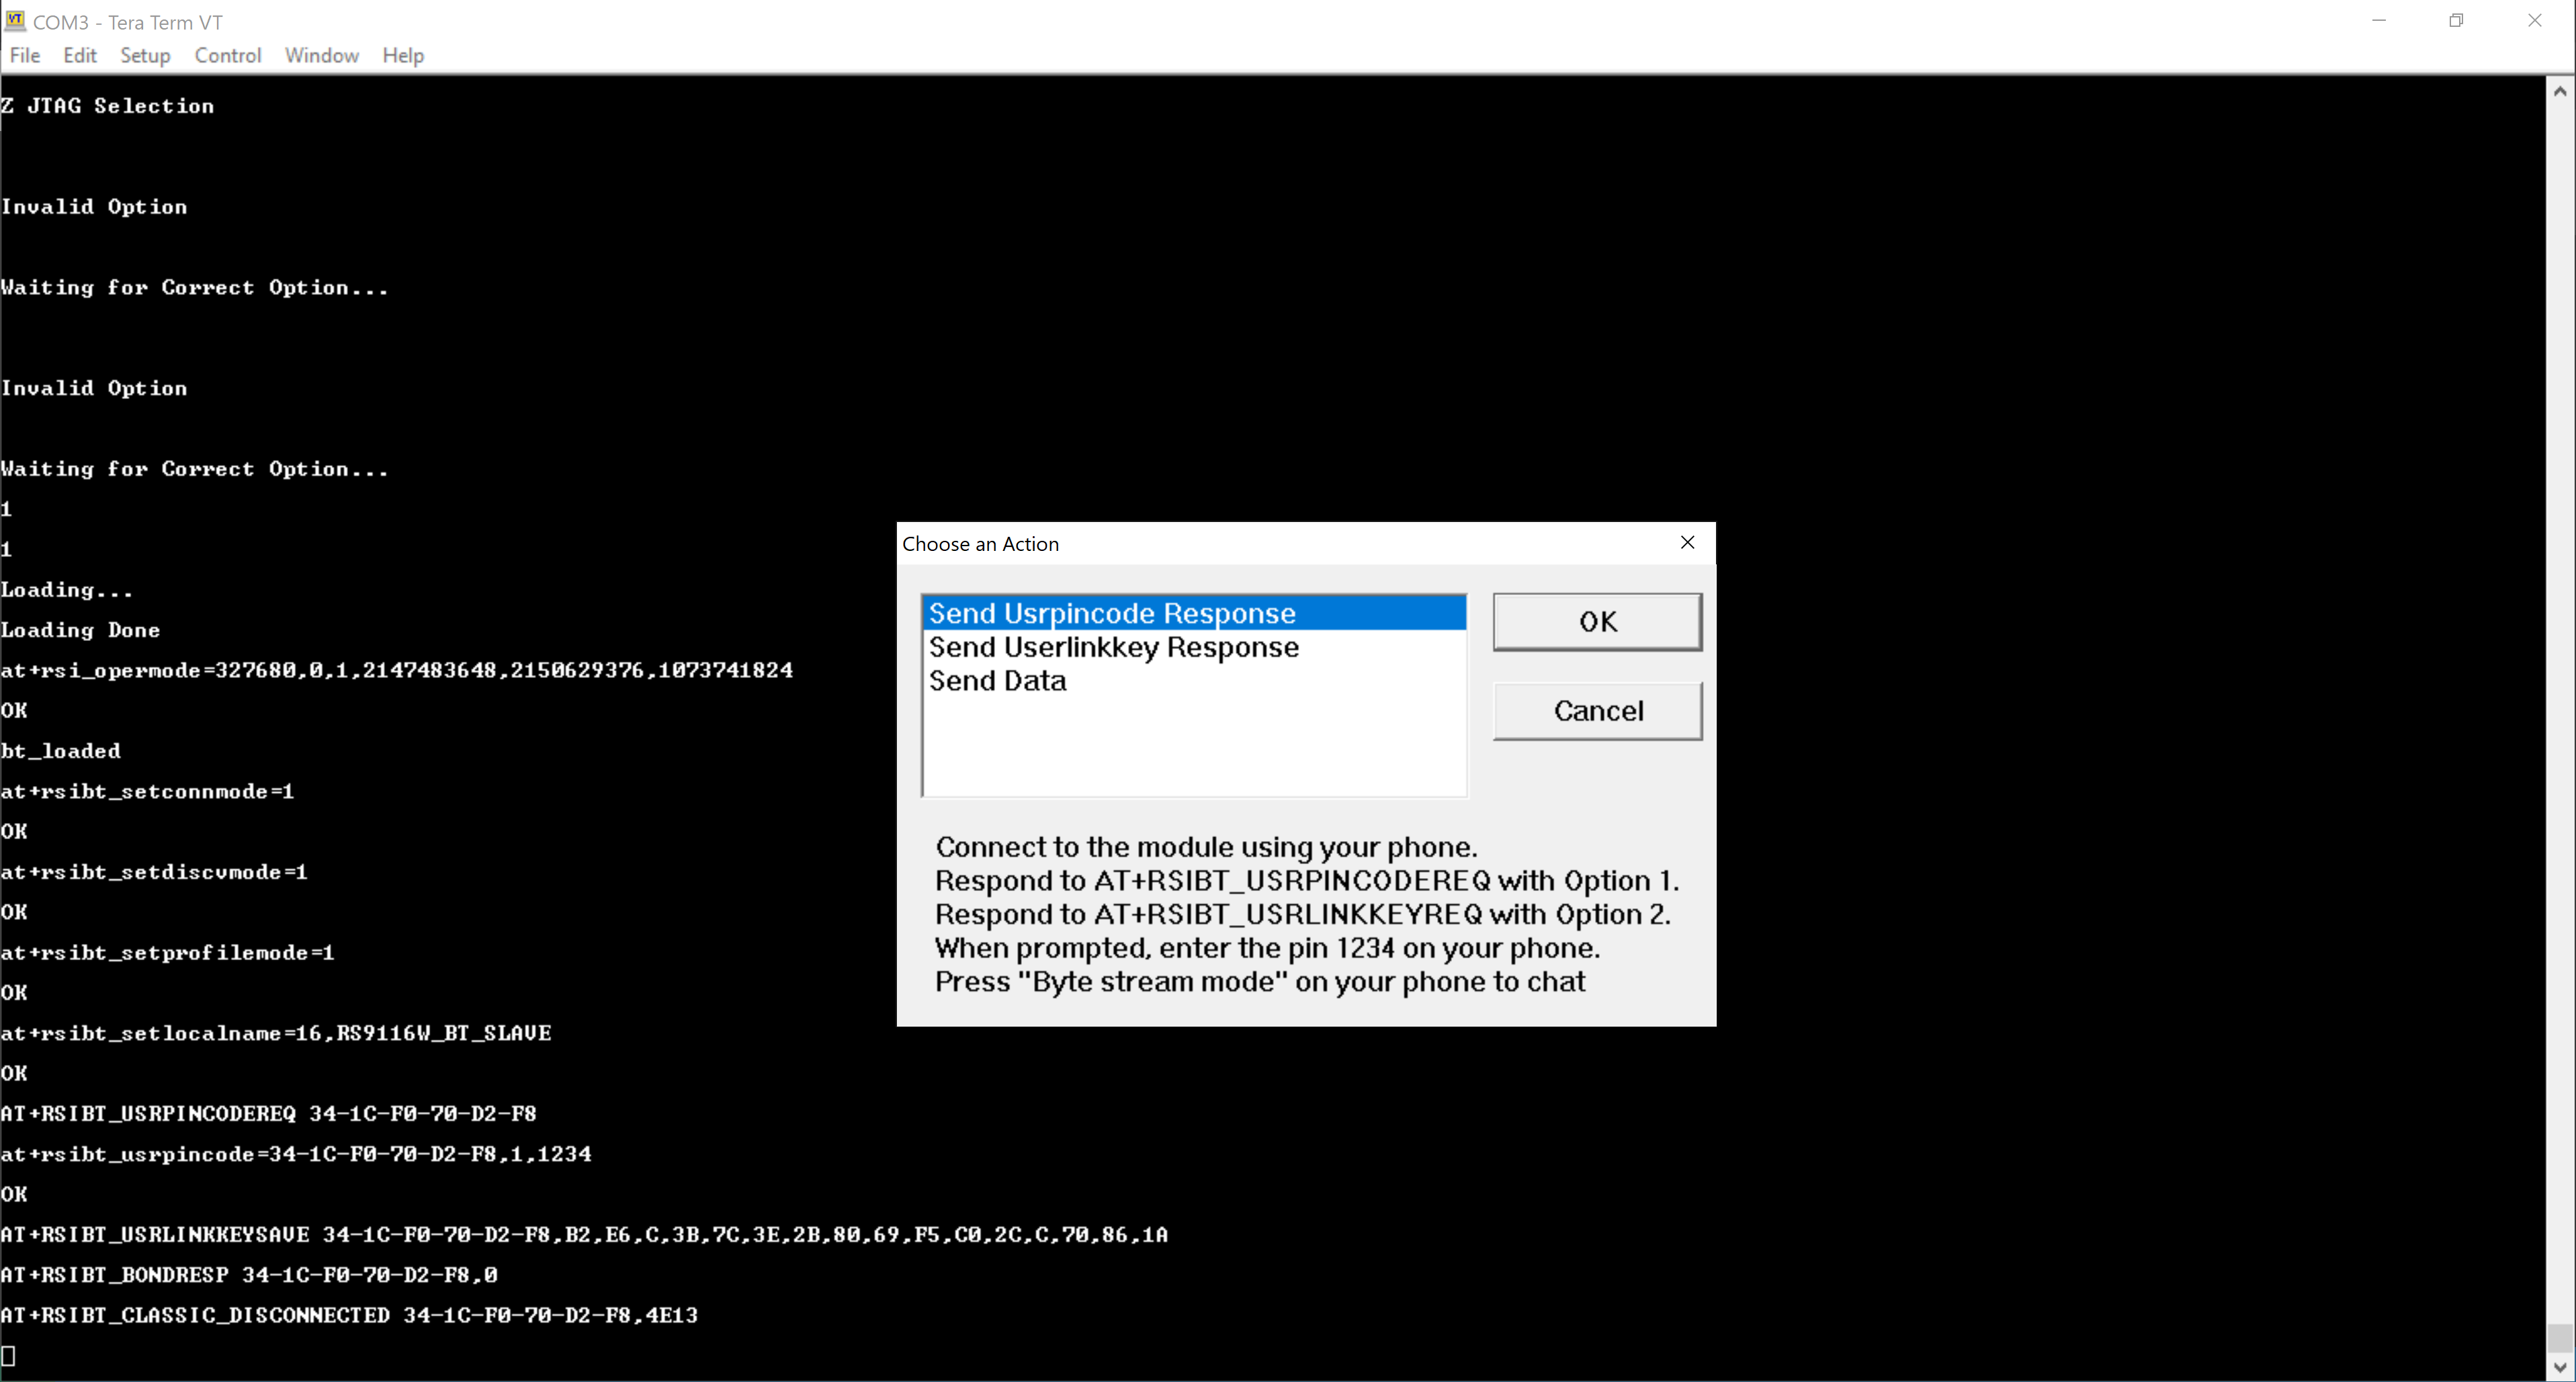 COM3 - Tera Term VT
File Edit Setup Control Window Help
Z JTAG Selection
Invalid Option
Waiting for Correct Option...
Invalid Option
Waiting for Correct Option...
1
1
Loading...
Loading Done
at+rsi_opermode=327680,0,1,2147483648,2150629376,1073741824
OK
bt_loaded
at+rsibt_setconnmode=1
OK
at+rsibt_setdiscvmode=1
OK
at+rsibt_setprofilemode=1
OK
at+rsibt_setlocalname=16,RS9116W_BT_SLAVE
OK
AT+RSIBT_USRPINCODEREQ 34-1C-F0-70-D2-F8
at+rsibt_usrpincode=34-1C-F0-70-D2-F8,1,1234
OK
AT+RSIBT_USRLINKKEYSAVE 34-1C-F0-70-D2-F8,B2,E6,C,3B,7C,3E,2B,80,69,F5,C0,2C,C,70,86,1A
AT+RSIBT_BONDRESP 34-1C-F0-70-D2-F8,0
AT+RSIBT_CLASSIC_DISCONNECTED 34-1C-F0-70-D2-F8,4E13
Choose an Action
Send Usrpincode Response
Send Userlinkkey Response
Send Data
OK
Cancel
Connect to the module using your phone.
Respond to AT+RSIBT_USRPINCODEREQ with Option 1.
Respond to AT+RSIBT_USRLINKKEYREQ with Option 2.
When prompted, enter the pin 1234 on your phone.
Press "Byte stream mode" on your phone to chat